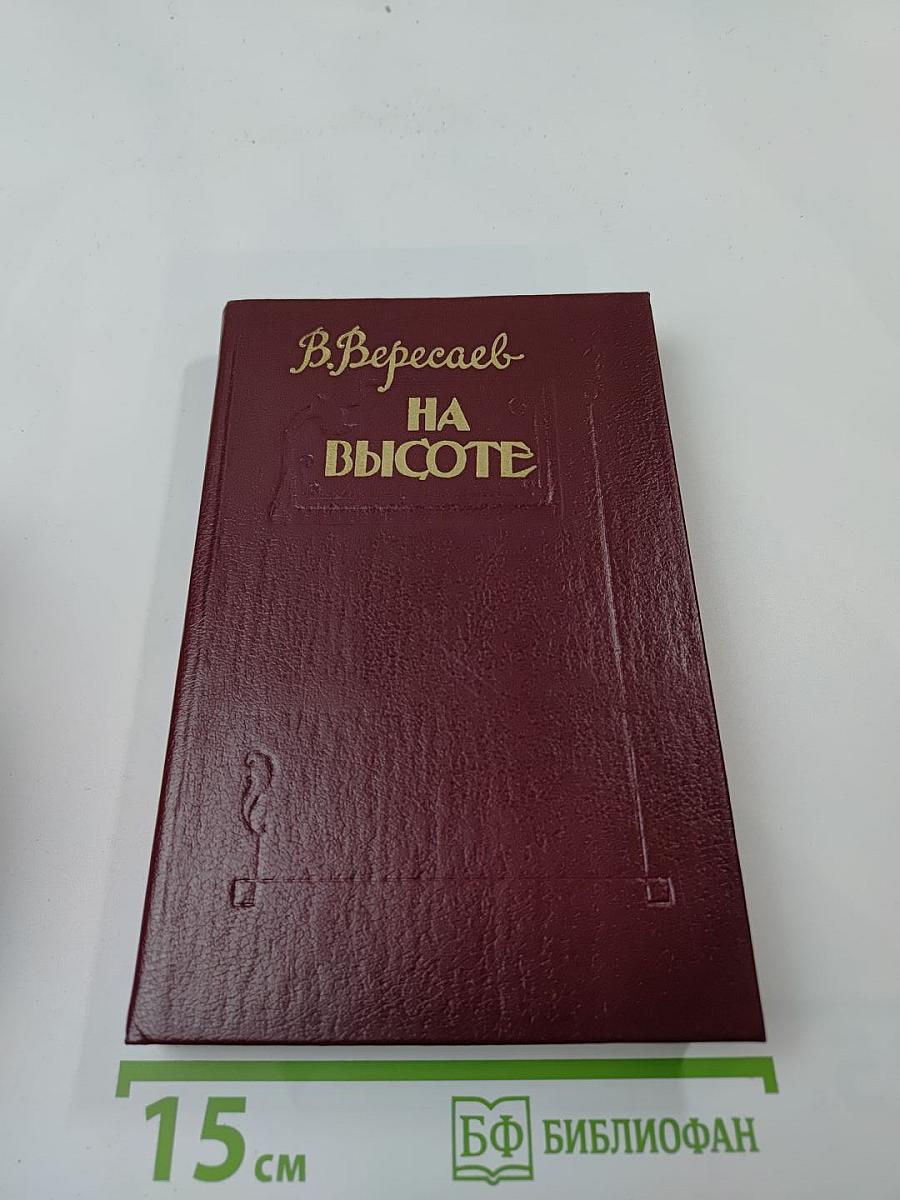 В. Вересаев
НА
ВЫСОТЕ
15 см
БФ БИБЛИОФАН